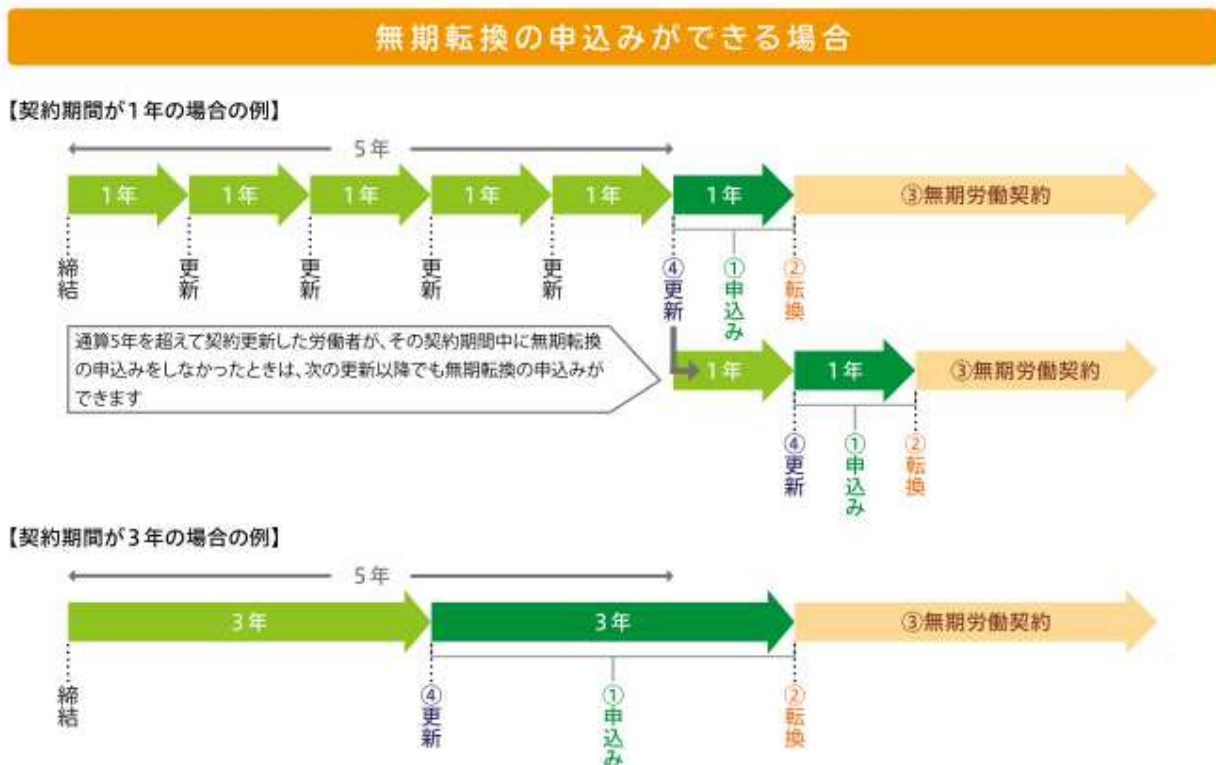 無期転換の申込みができる場合
【契約期間が1年の場合の例】
5年
1年 1年 1年 1年 1年 1年 ③無期労働契約
締結 更新 更新 更新 更新 ④更新 ①申込み ②転換
通算5年を超えて契約更新した労働者が、その契約期間中に無期転換
の申込みをしなかったときは、次の更新以降でも無期転換の申込みが
できます
1年 1年 ③無期労働契約
④更新 ①申込み ②転換
【契約期間が3年の場合の例】
5年
3年 3年 ③無期労働契約
締結 ④更新 ①申込み ②転換